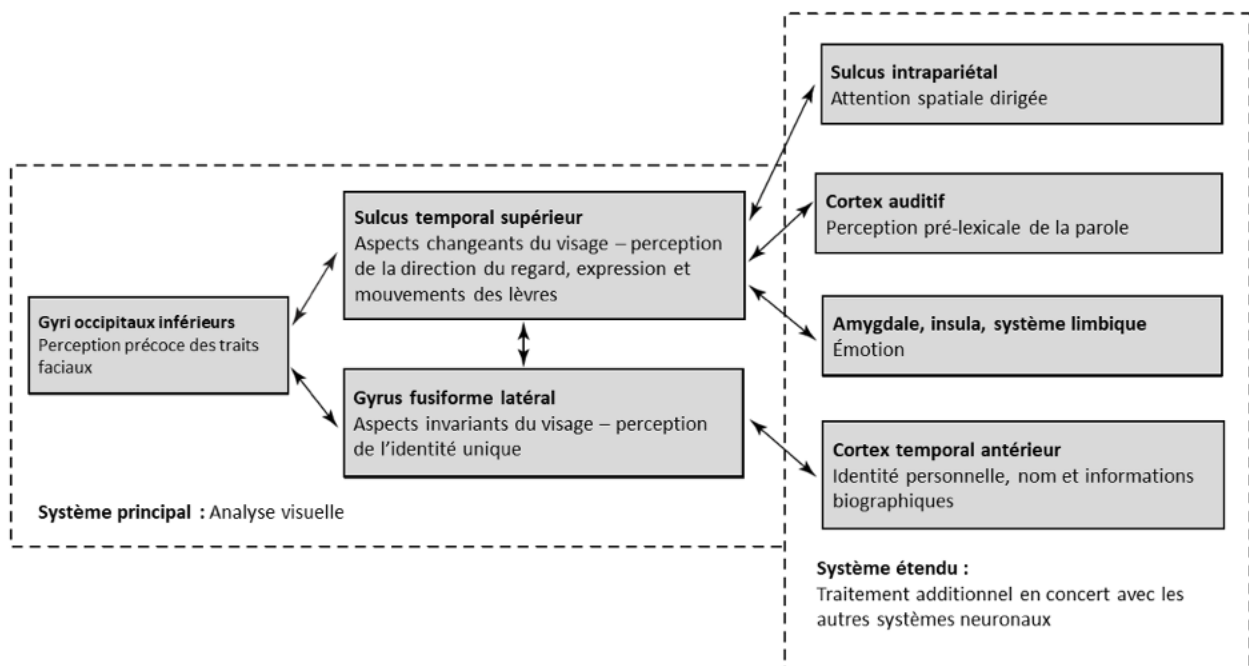 Sulcus intrapariétal
Attention spatiale dirigée
Sulcus temporal supérieur
Aspects changeants du visage – perception
de la direction du regard, expression et
mouvements des lèvres
Cortex auditif
Perception pré-lexicale de la parole
Gyri occipitaux inférieurs
Perception précoce des traits
faciaux
Amygdale, insula, système limbique
Émotion
Gyrus fusiforme latéral
Aspects invariants du visage – perception
de l'identité unique
Cortex temporal antérieur
Identité personnelle, nom et informations
biographiques
Système principal : Analyse visuelle
Système étendu :
Traitement additionnel en concert avec les
autres systèmes neuronaux